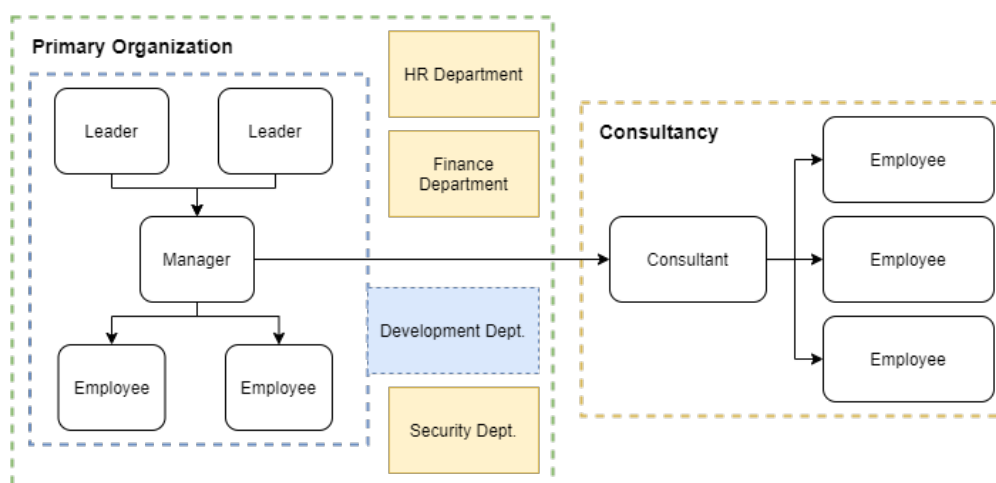 Primary Organization
Leader
Leader
Manager
Employee
Employee
HR Department
Finance
Department
Development Dept.
Security Dept.
Consultancy
Consultant
Employee
Employee
Employee